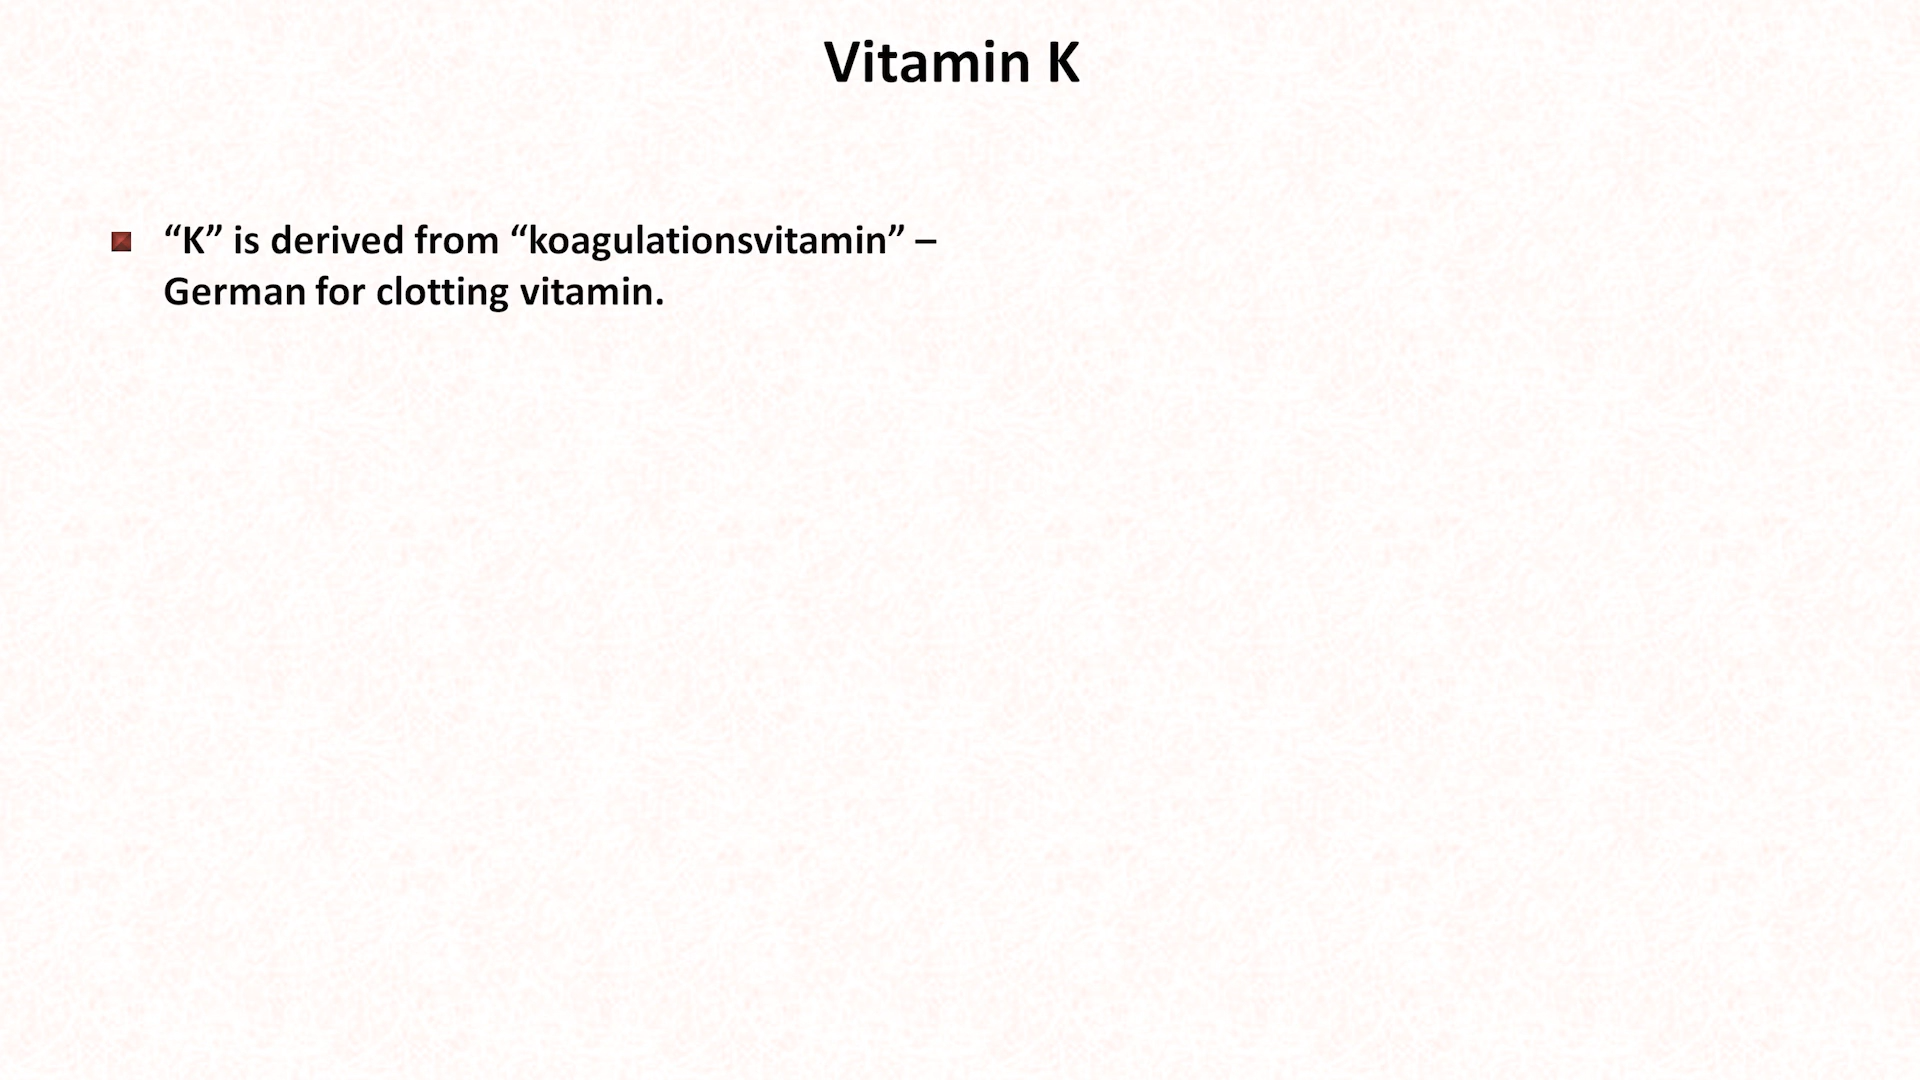 Vitamin K
“K” is derived from “koagulationsvitamin” –
German for clotting vitamin.